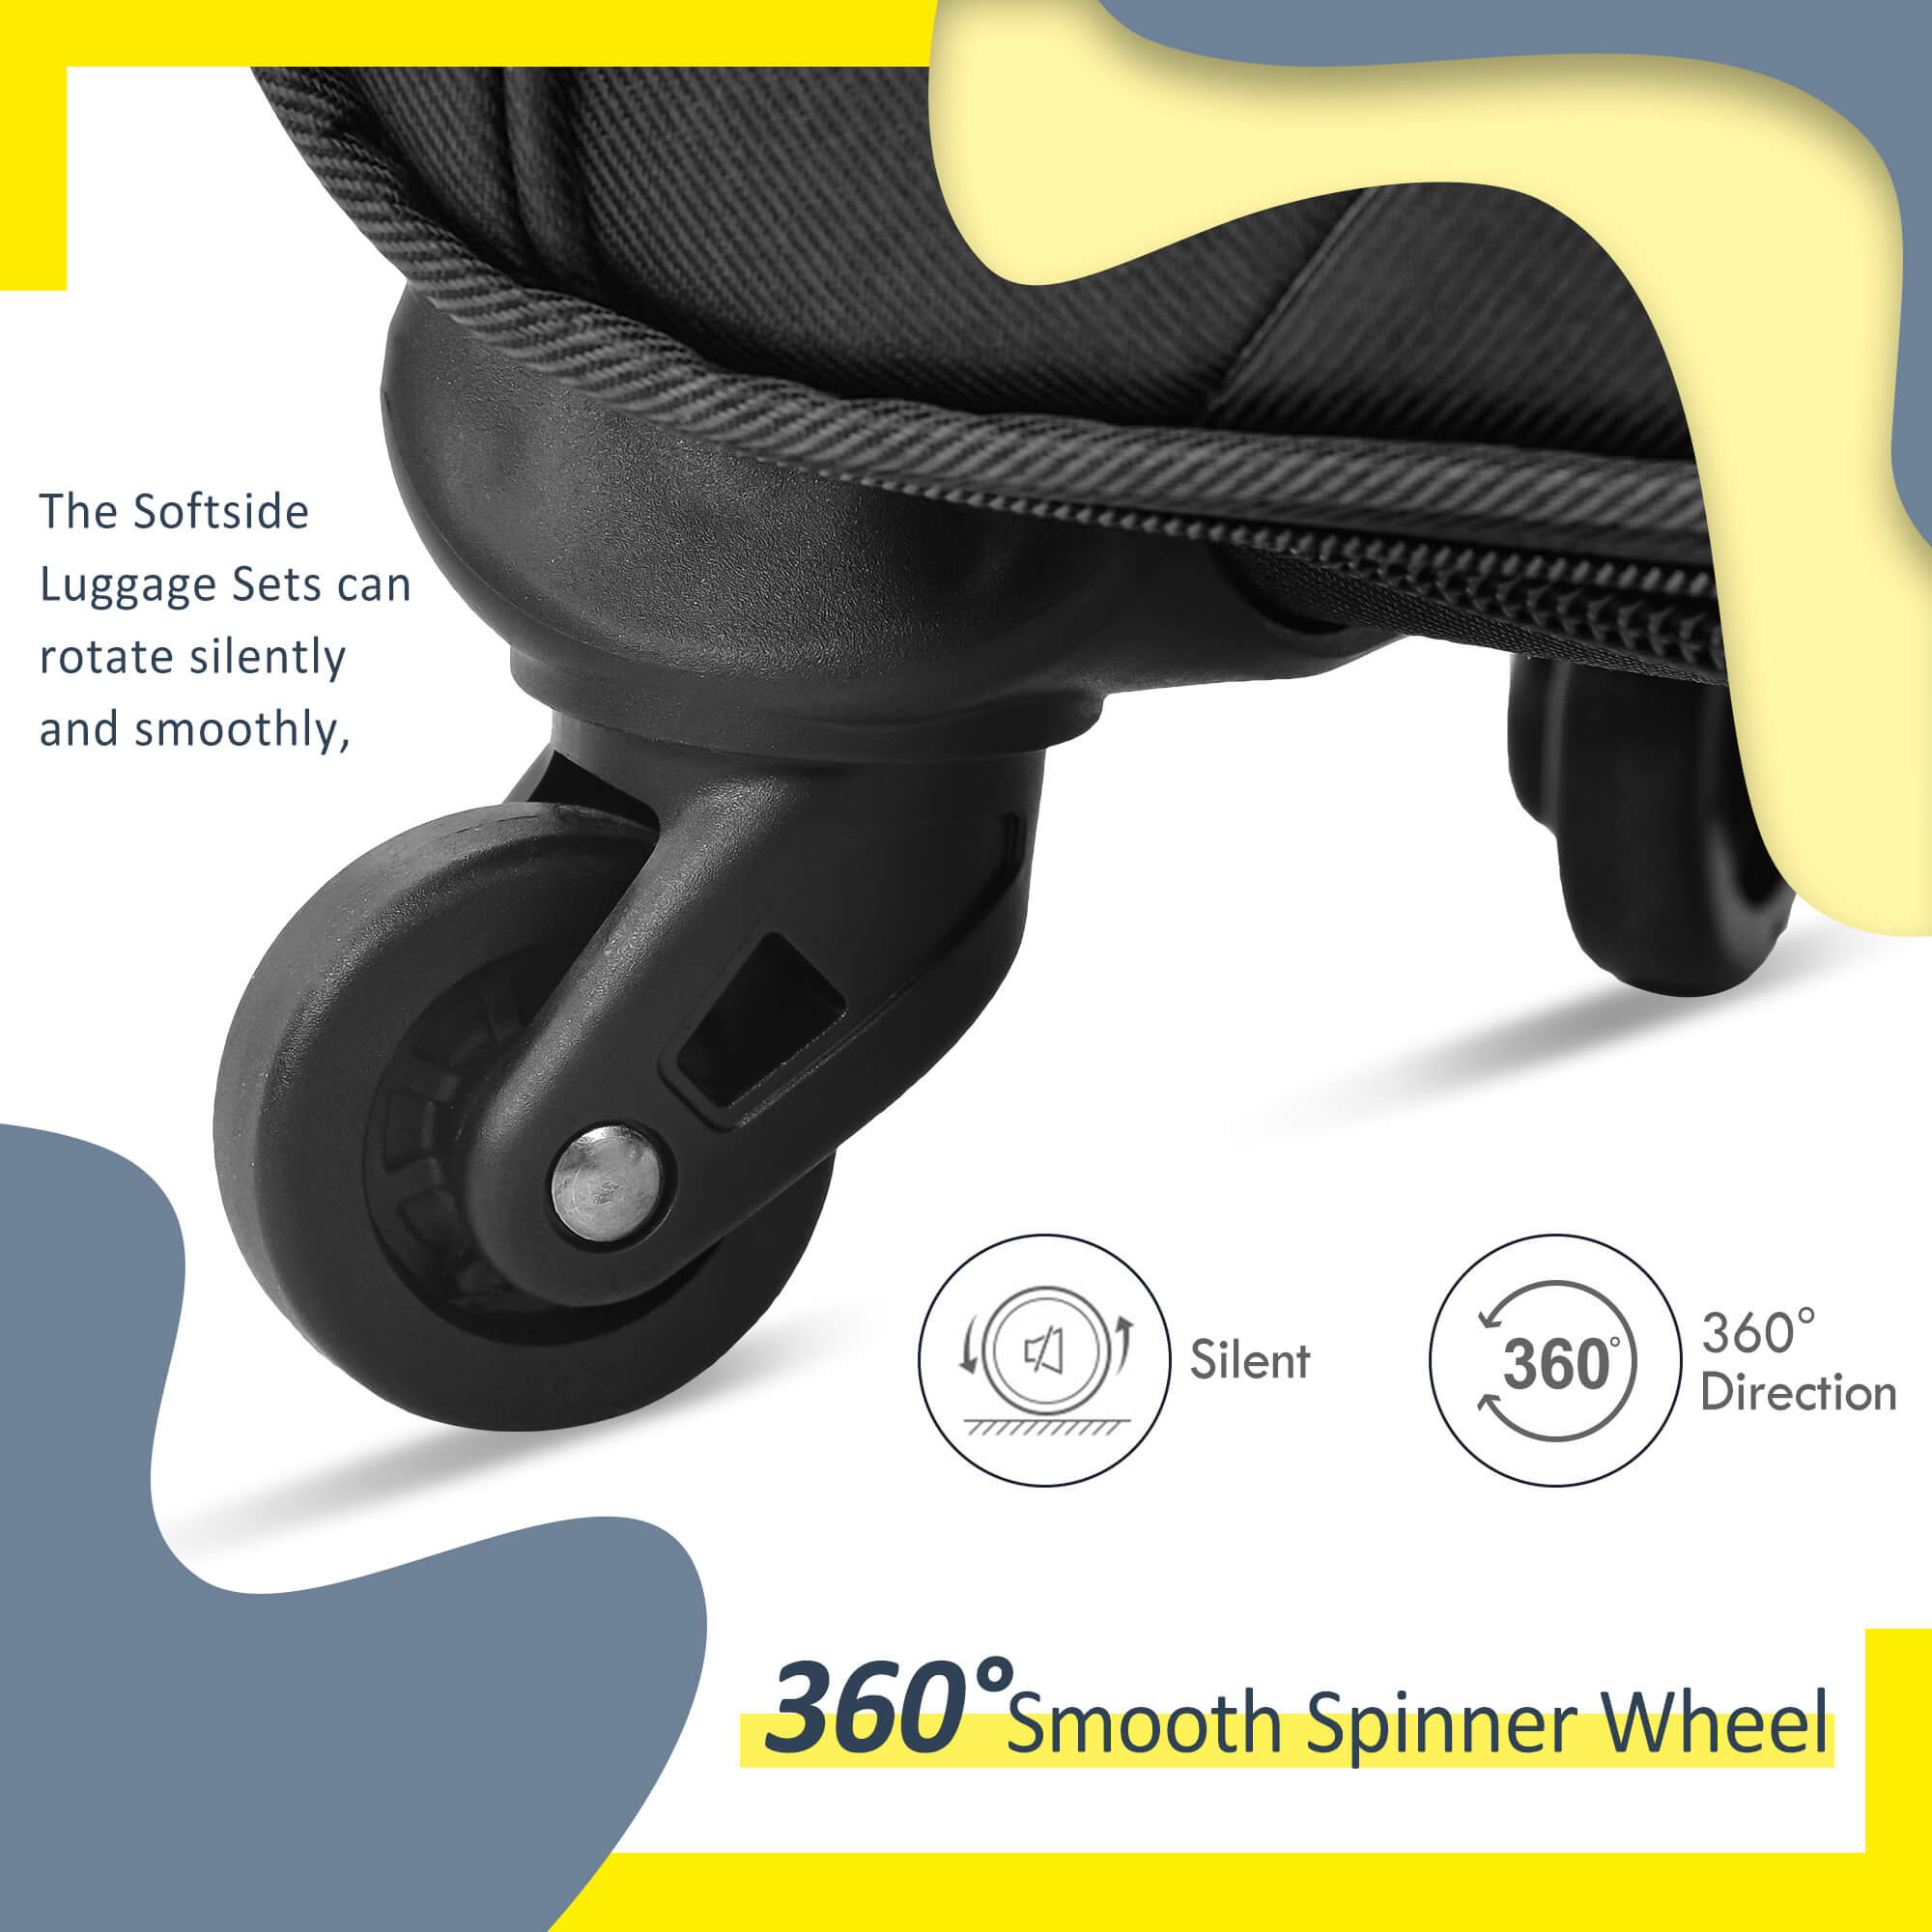 The Softside
Luggage Sets can
rotate silently
and smoothly,
Silent
360°
360°
Direction
360°Smooth Spinner Wheel